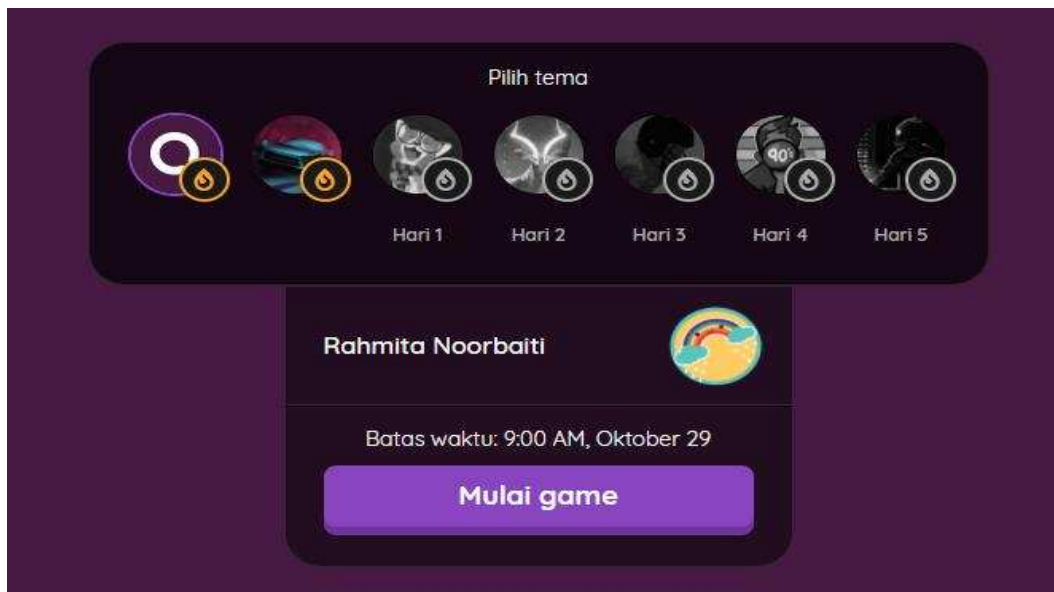 Pilih tema
90's
Hari 1
Hari 2
Hari 3
Hari 4
Hari 5
Rahmita Noorbaiti
Batas waktu: 9:00 AM, Oktober 29
Mulai game